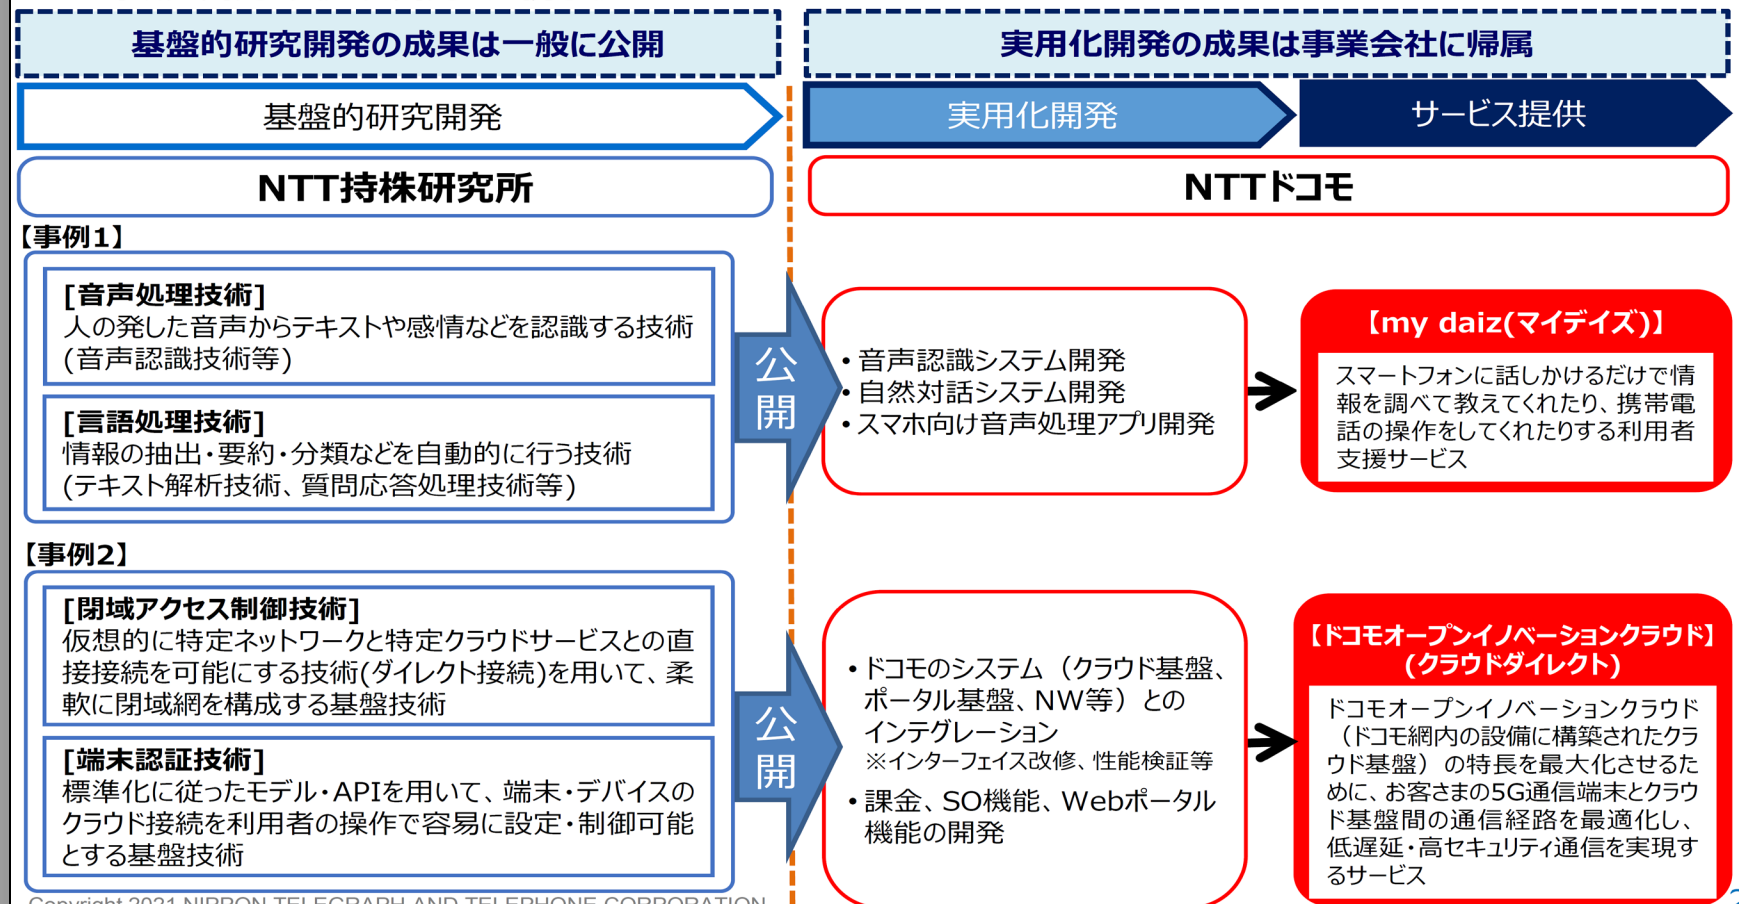 基盤的研究開発の成果は一般に公開
実用化開発の成果は事業会社に帰属
基盤的研究開発
実用化開発
サービス提供
NTT持株研究所
NTTドコモ
【事例1】
[音声処理技術]
人の発した音声からテキストや感情などを認識する技術
(音声認識技術等)
[言語処理技術]
情報の抽出・要約・分類などを自動的に行う技術
(テキスト解析技術、質問応答処理技術等)
公
開
・音声認識システム開発
・自然対話システム開発
・スマホ向け音声処理アプリ開発
【my daiz(マイデイズ)】
スマートフォンに話しかけるだけで情
報を調べて教えてくれたり、携帯電
話の操作をしてくれたりする利用者
支援サービス
【事例2】
[閉域アクセス制御技術]
仮想的に特定ネットワークと特定クラウドサービスとの直
接接続を可能にする技術(ダイレクト接続)を用いて、柔
軟に閉域網を構成する基盤技術
[端末認証技術]
標準化に従ったモデル・APIを用いて、端末・デバイスの
クラウド接続を利用者の操作で容易に設定・制御可能
とする基盤技術
公
開
・ドコモのシステム（クラウド基盤、
ポータル基盤、NW等）との
インテグレーション
※インターフェイス改修、性能検証等
・課金、SO機能、Webポータル
機能の開発
【ドコモオープンイノベーションクラウド】
(クラウドダイレクト)
ドコモオープンイノベーションクラウド
（ドコモ網内の設備に構築されたクラ
ウド基盤）の特長を最大化させるた
めに、お客さまの5G通信端末とクラウ
ド基盤間の通信経路を最適化し、
低遅延・高セキュリティ通信を実現す
るサービス
Copyright 2021 NIPPON TELEGRAPH AND TELEPHONE CORPORATION